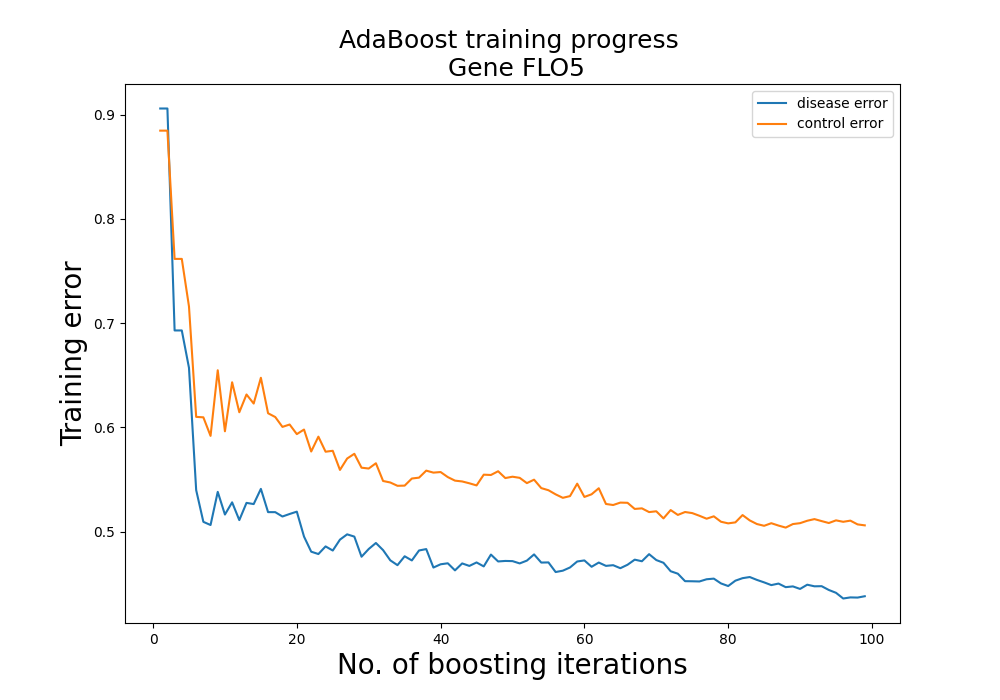 AdaBoost training progress
Gene FLO5
disease error
control error
Training error
0.9
0.8
0.7
0.6
0.5
0
20
40
60
80
100
No. of boosting iterations